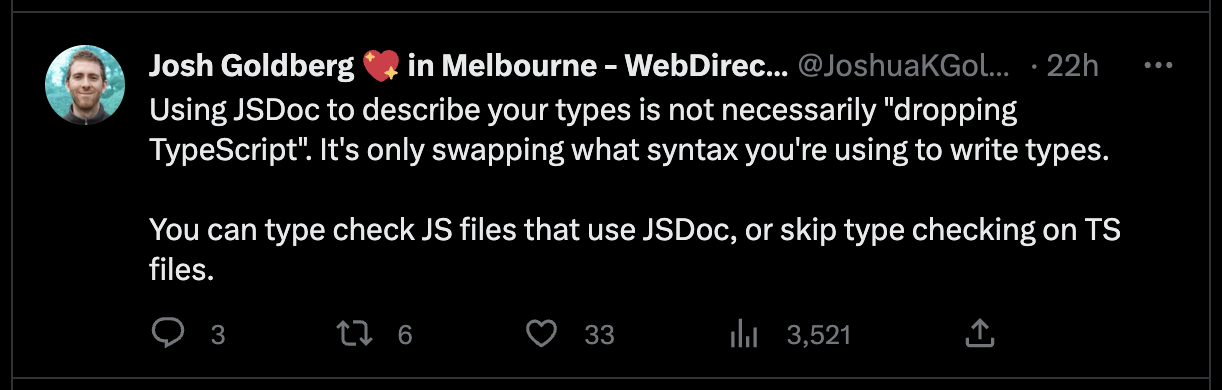 Josh Goldberg 💖 in Melbourne - WebDirec... @JoshuaKGol... · 22h
Using JSDoc to describe your types is not necessarily "dropping
TypeScript". It's only swapping what syntax you're using to write types.
You can type check JS files that use JSDoc, or skip type checking on TS
files.
3 6 33 3,521